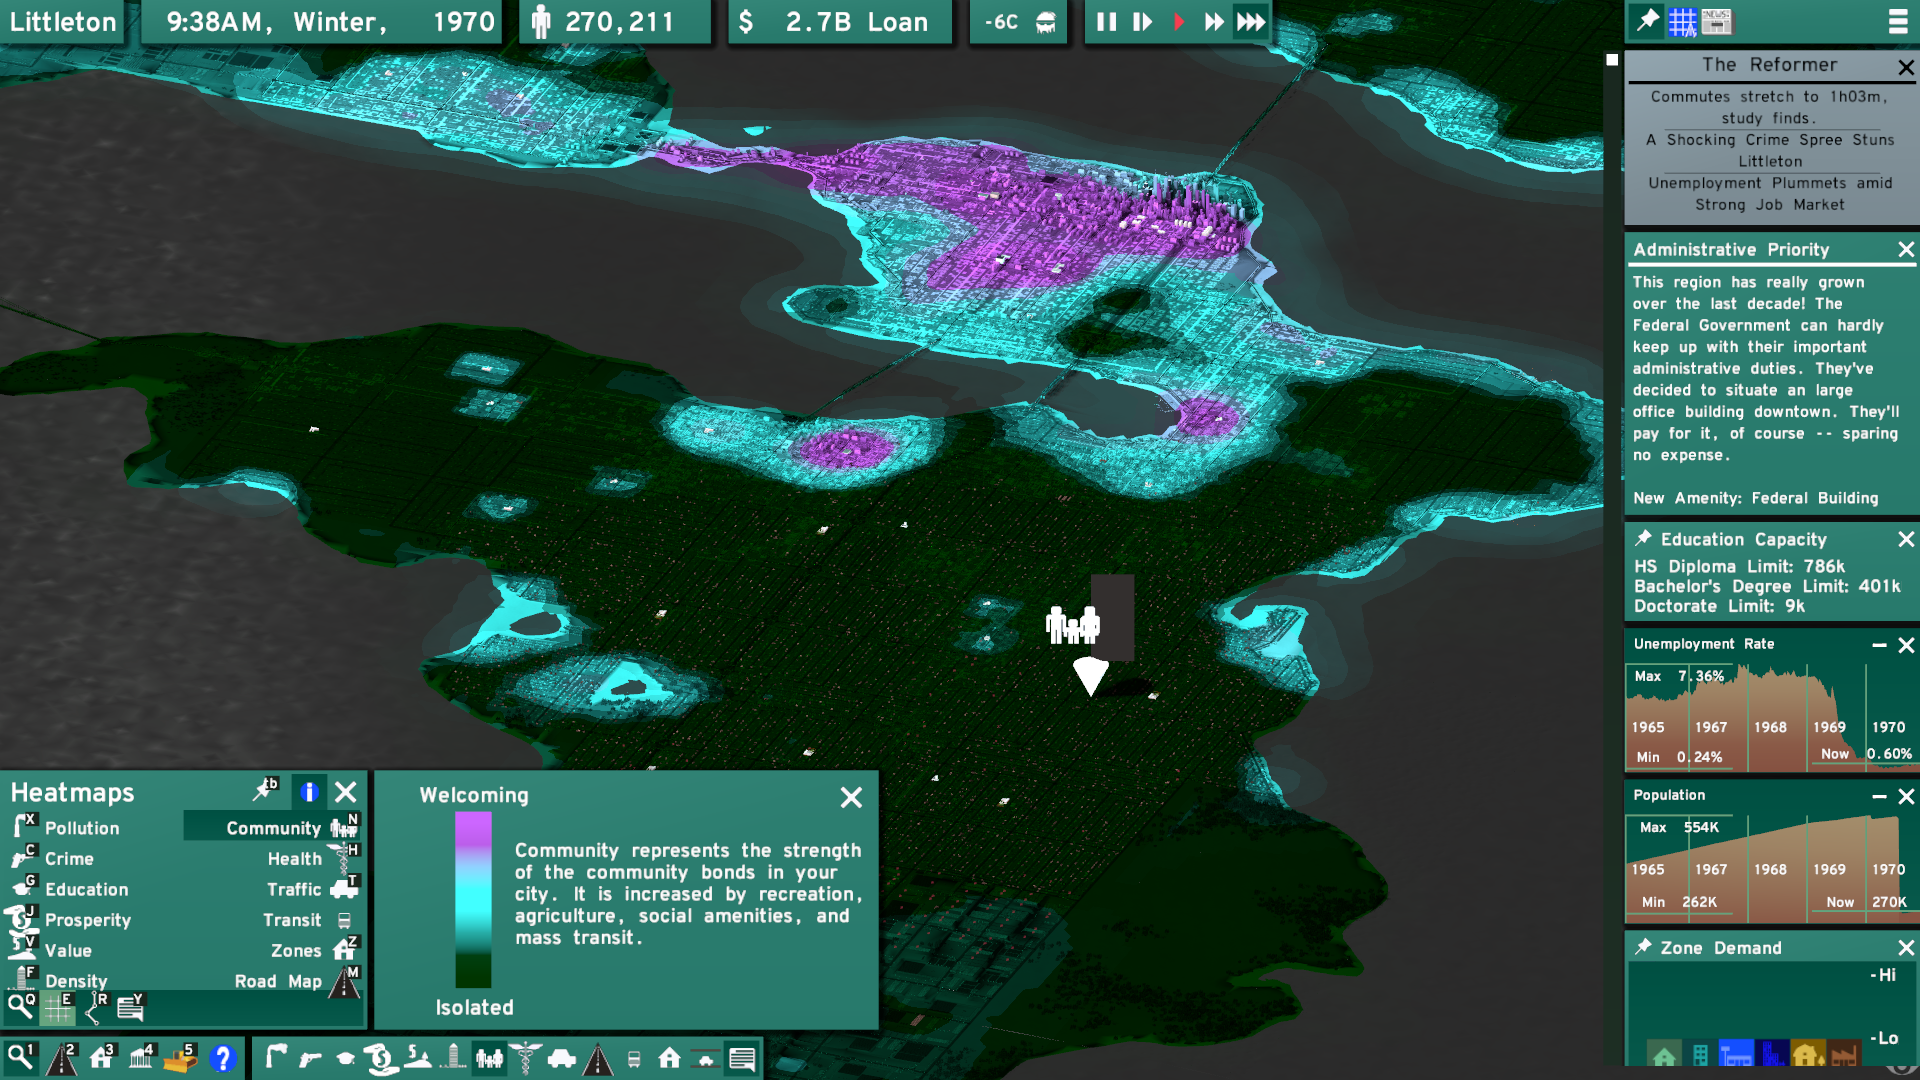 Littleton
9:38AM, Winter, 1970
270,211
$ 2.7B Loan
-6C
NEWS
The Reformer
Commutes stretch to 1h03m,
study finds.
A Shocking Crime Spree Stuns
Littleton
Unemployment Plummets amid
Strong Job Market
Administrative Priority
This region has really grown
over the last decade! The
Federal Government can hardly
keep up with their important
administrative duties. They've
decided to situate an large
office building downtown. They'll
pay for it, of course -- sparing
no expense.
New Amenity: Federal Building
Education Capacity
HS Diploma Limit: 786k
Bachelor's Degree Limit: 401k
Doctorate Limit: 9k
Unemployment Rate
Max 7.36%
1965 1967 1968 1969 1970
Min 0.24% Now 0.60%
Population
Max 554K
1965 1967 1968 1969 1970
Min 262K Now 270K
Zone Demand
-Hi
-Lo
Heatmaps
tb
X Pollution Community N
C Crime Health H
G Education Traffic T
J Prosperity Transit
V Value Zones Z
F Density Road Map M
Q E R Y
Welcoming
Community represents the strength
of the community bonds in your
city. It is increased by recreation,
agriculture, social amenities, and
mass transit.
Isolated
1 2 3 4 5 ?